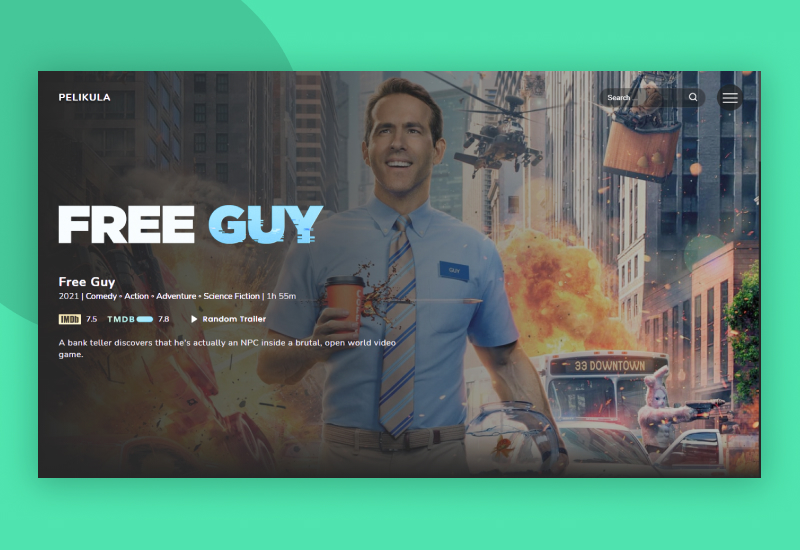 PELIKULA
Search
FREE GUY
GUY
Free Guy
2021 | Comedy • Action • Adventure • Science Fiction | 1h 55m
IMDb 7.5 TMDB 7.8 Random Trailer
A bank teller discovers that he's actually an NPC inside a brutal, open world video
game.
33 DOWNTOWN